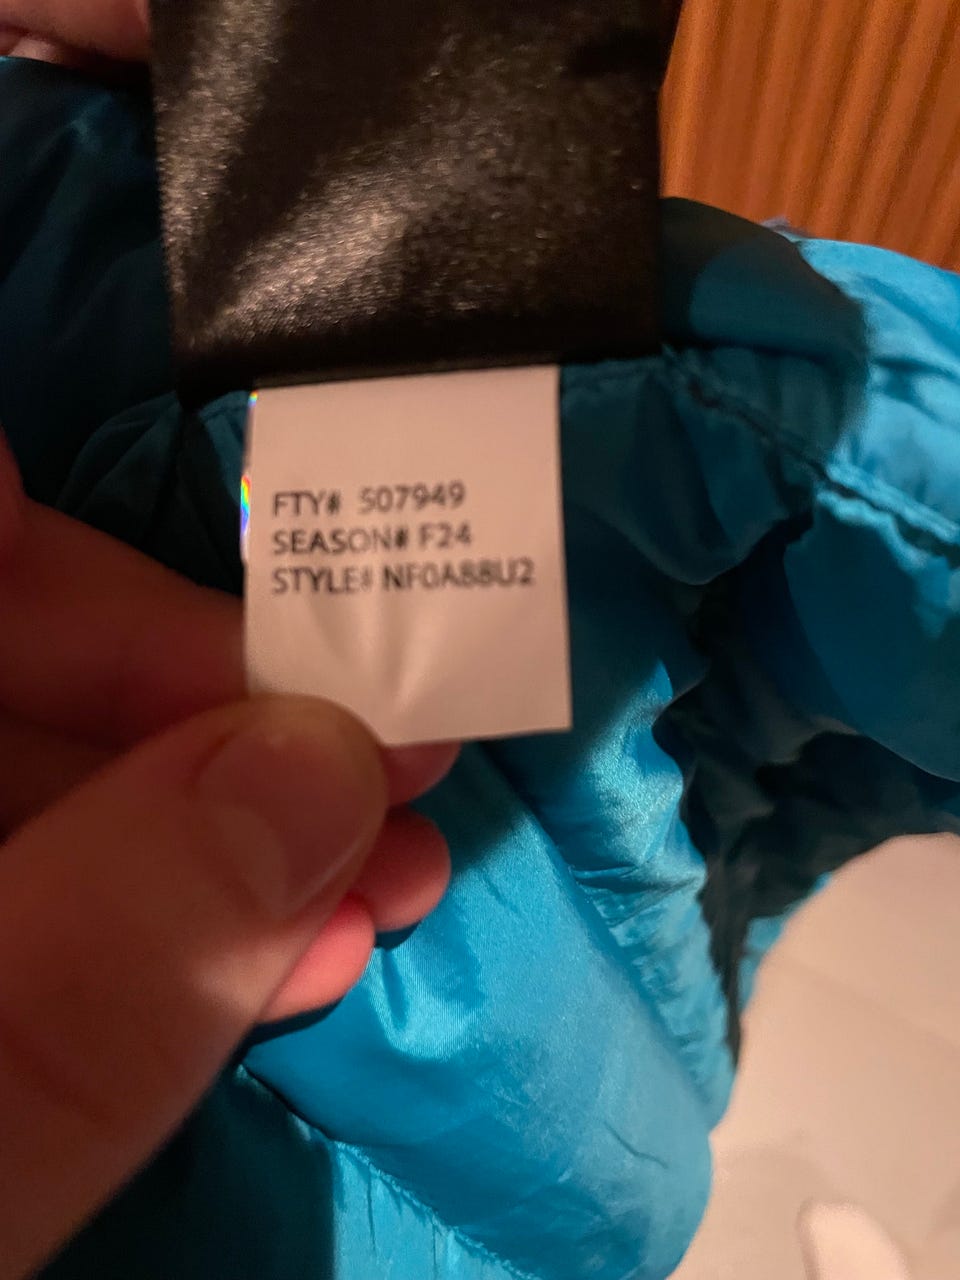 FTY# 507949
SEASON# F24
STYLE# NF0A88U2